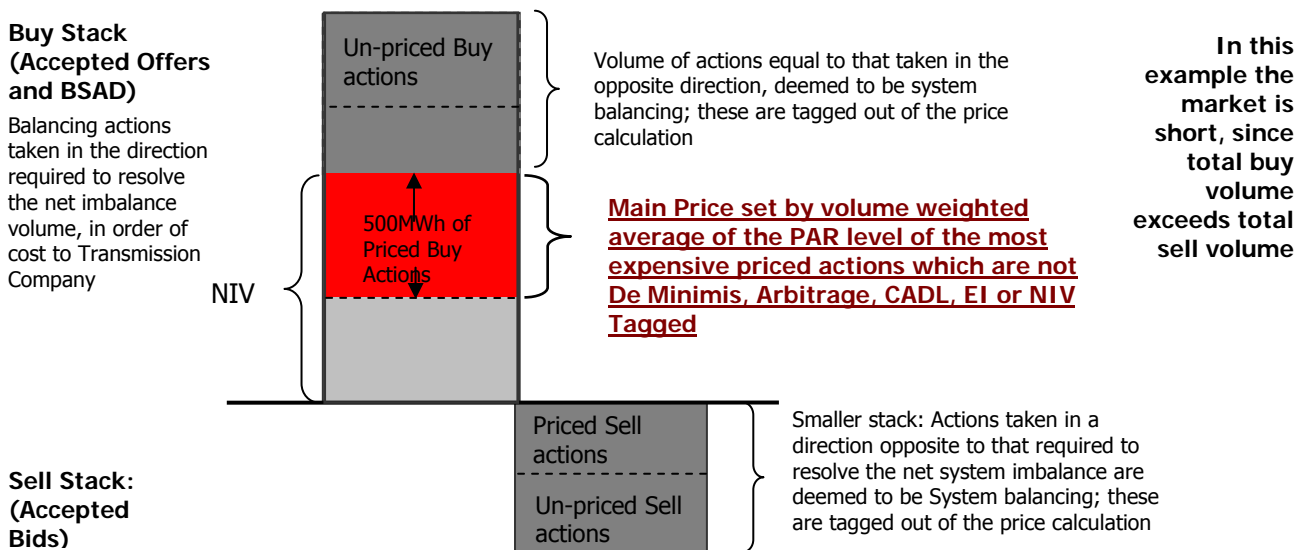 Buy Stack
(Accepted Offers
and BSAD)
Balancing actions
taken in the direction
required to resolve
the net imbalance
volume, in order of
cost to Transmission
Company
NIV
Un-priced Buy
actions
500MWh of
Priced Buy
Actions
Volume of actions equal to that taken in the
opposite direction, deemed to be system
balancing; these are tagged out of the price
calculation
Main Price set by volume weighted
average of the PAR level of the most
expensive priced actions which are not
De Minimis, Arbitrage, CADL, EI or NIV
Tagged
In this
example the
market is
short, since
total buy
volume
exceeds total
sell volume
Sell Stack:
(Accepted
Bids)
Priced Sell
actions
Un-priced Sell
actions
Smaller stack: Actions taken in a
direction opposite to that required to
resolve the net system imbalance are
deemed to be System balancing; these
are tagged out of the price calculation